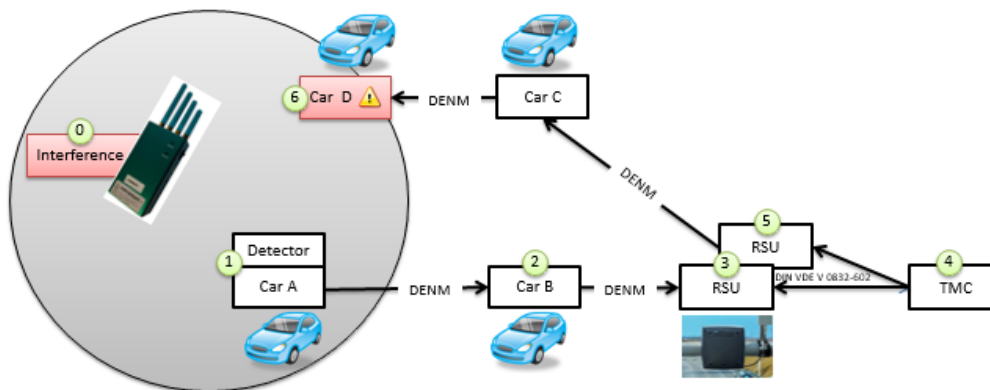 6
Car D
DENM
Car C
0
Interference
DENM
5
RSU
Detector
1
Car A
DENM
2
Car B
DENM
3
RSU
DIN VDE V 0832-602
4
TMC